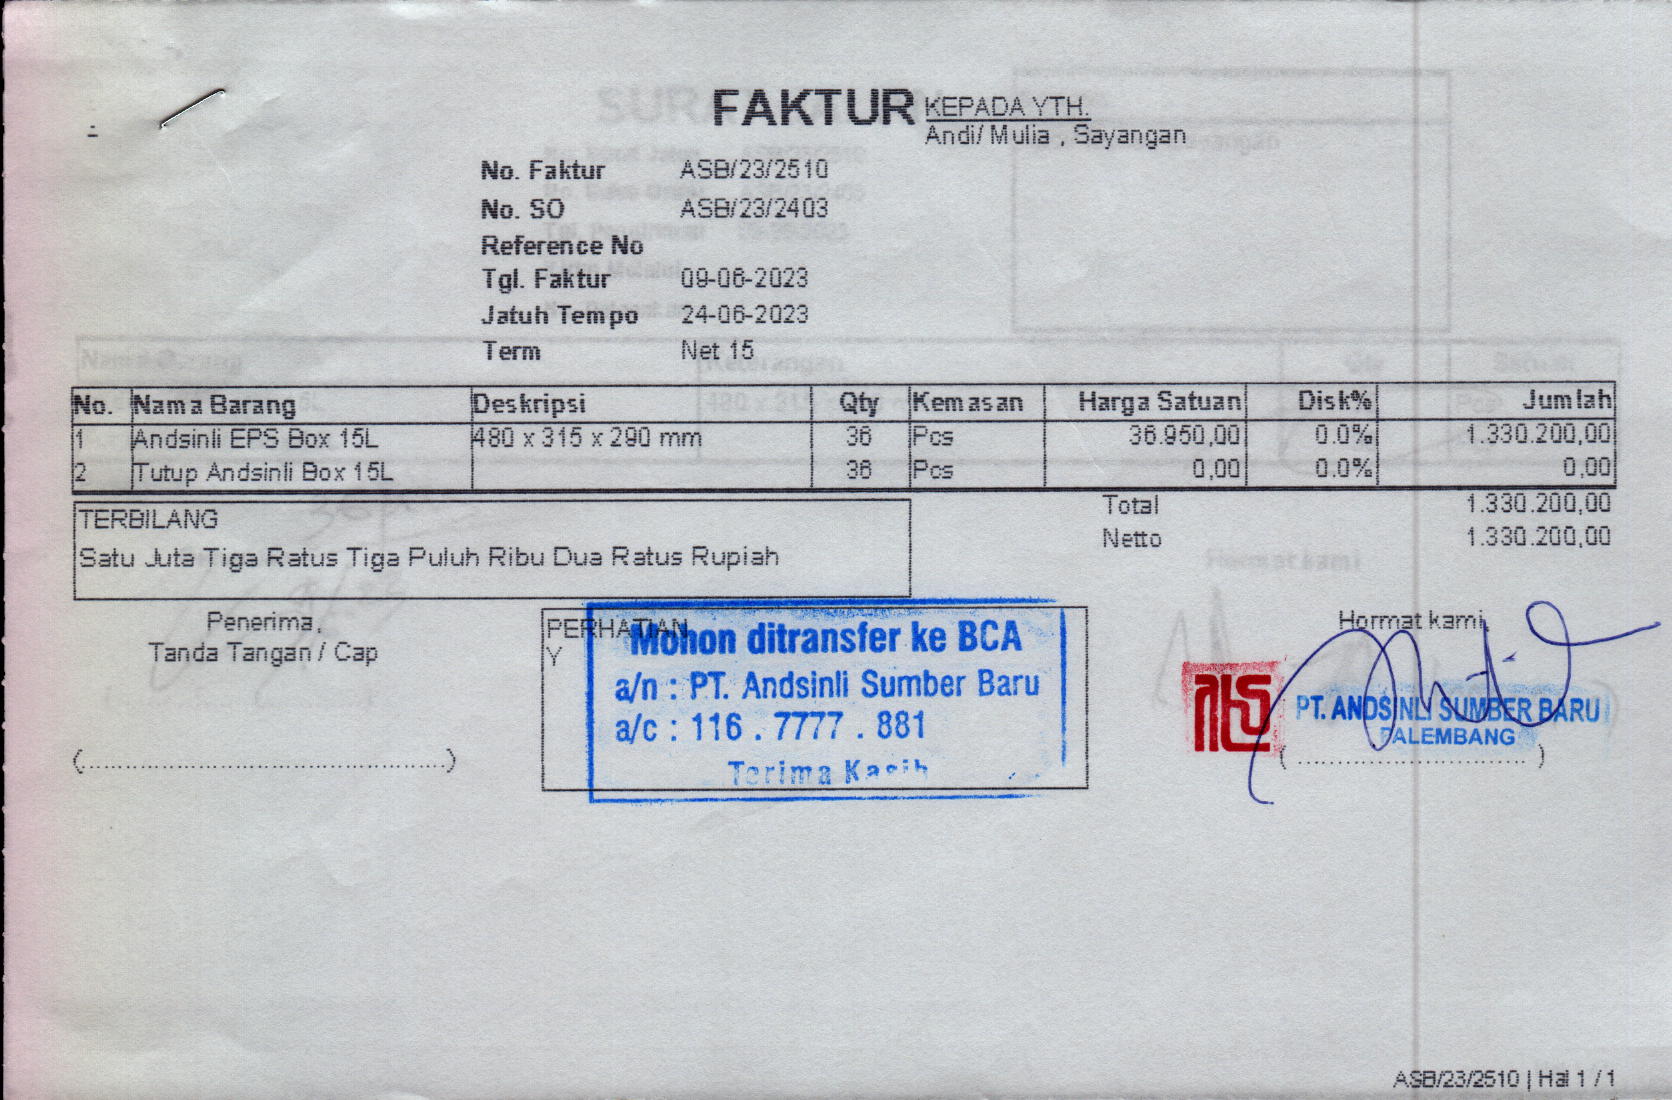 FAKTUR
KEPADA YTH.
Andi/ Mulia , Sayangan
No. Faktur ASB/23/2510
No. SO ASB/23/2403
Reference No
Tgl. Faktur 09-06-2023
Jatuh Tempo 24-06-2023
Term Net 15
No. Nama Barang Deskripsi Qty Kemasan Harga Satuan Disk% Jumlah
1 Andsinli EPS Box 15L 480 x 315 x 290 mm 36 Pcs 36.950,00 0.0% 1.330.200,00
2 Tutup Andsinli Box 15L 36 Pcs 0,00 0.0% 0,00
Total 1.330.200,00
Netto 1.330.200,00
TERBILANG
Satu Juta Tiga Ratus Tiga Puluh Ribu Dua Ratus Rupiah
Penerima,
Tanda Tangan / Cap
(............................................)
PERHATIAN
Y
Mohon ditransfer ke BCA
a/n : PT. Andsinli Sumber Baru
a/c : 116 . 7777 . 881
Terima Kasih
Hormat kami
PT. ANDSINLI SUMBER BARU
PALEMBANG
( ............................ )
ASB/23/2510 | Hal 1 / 1